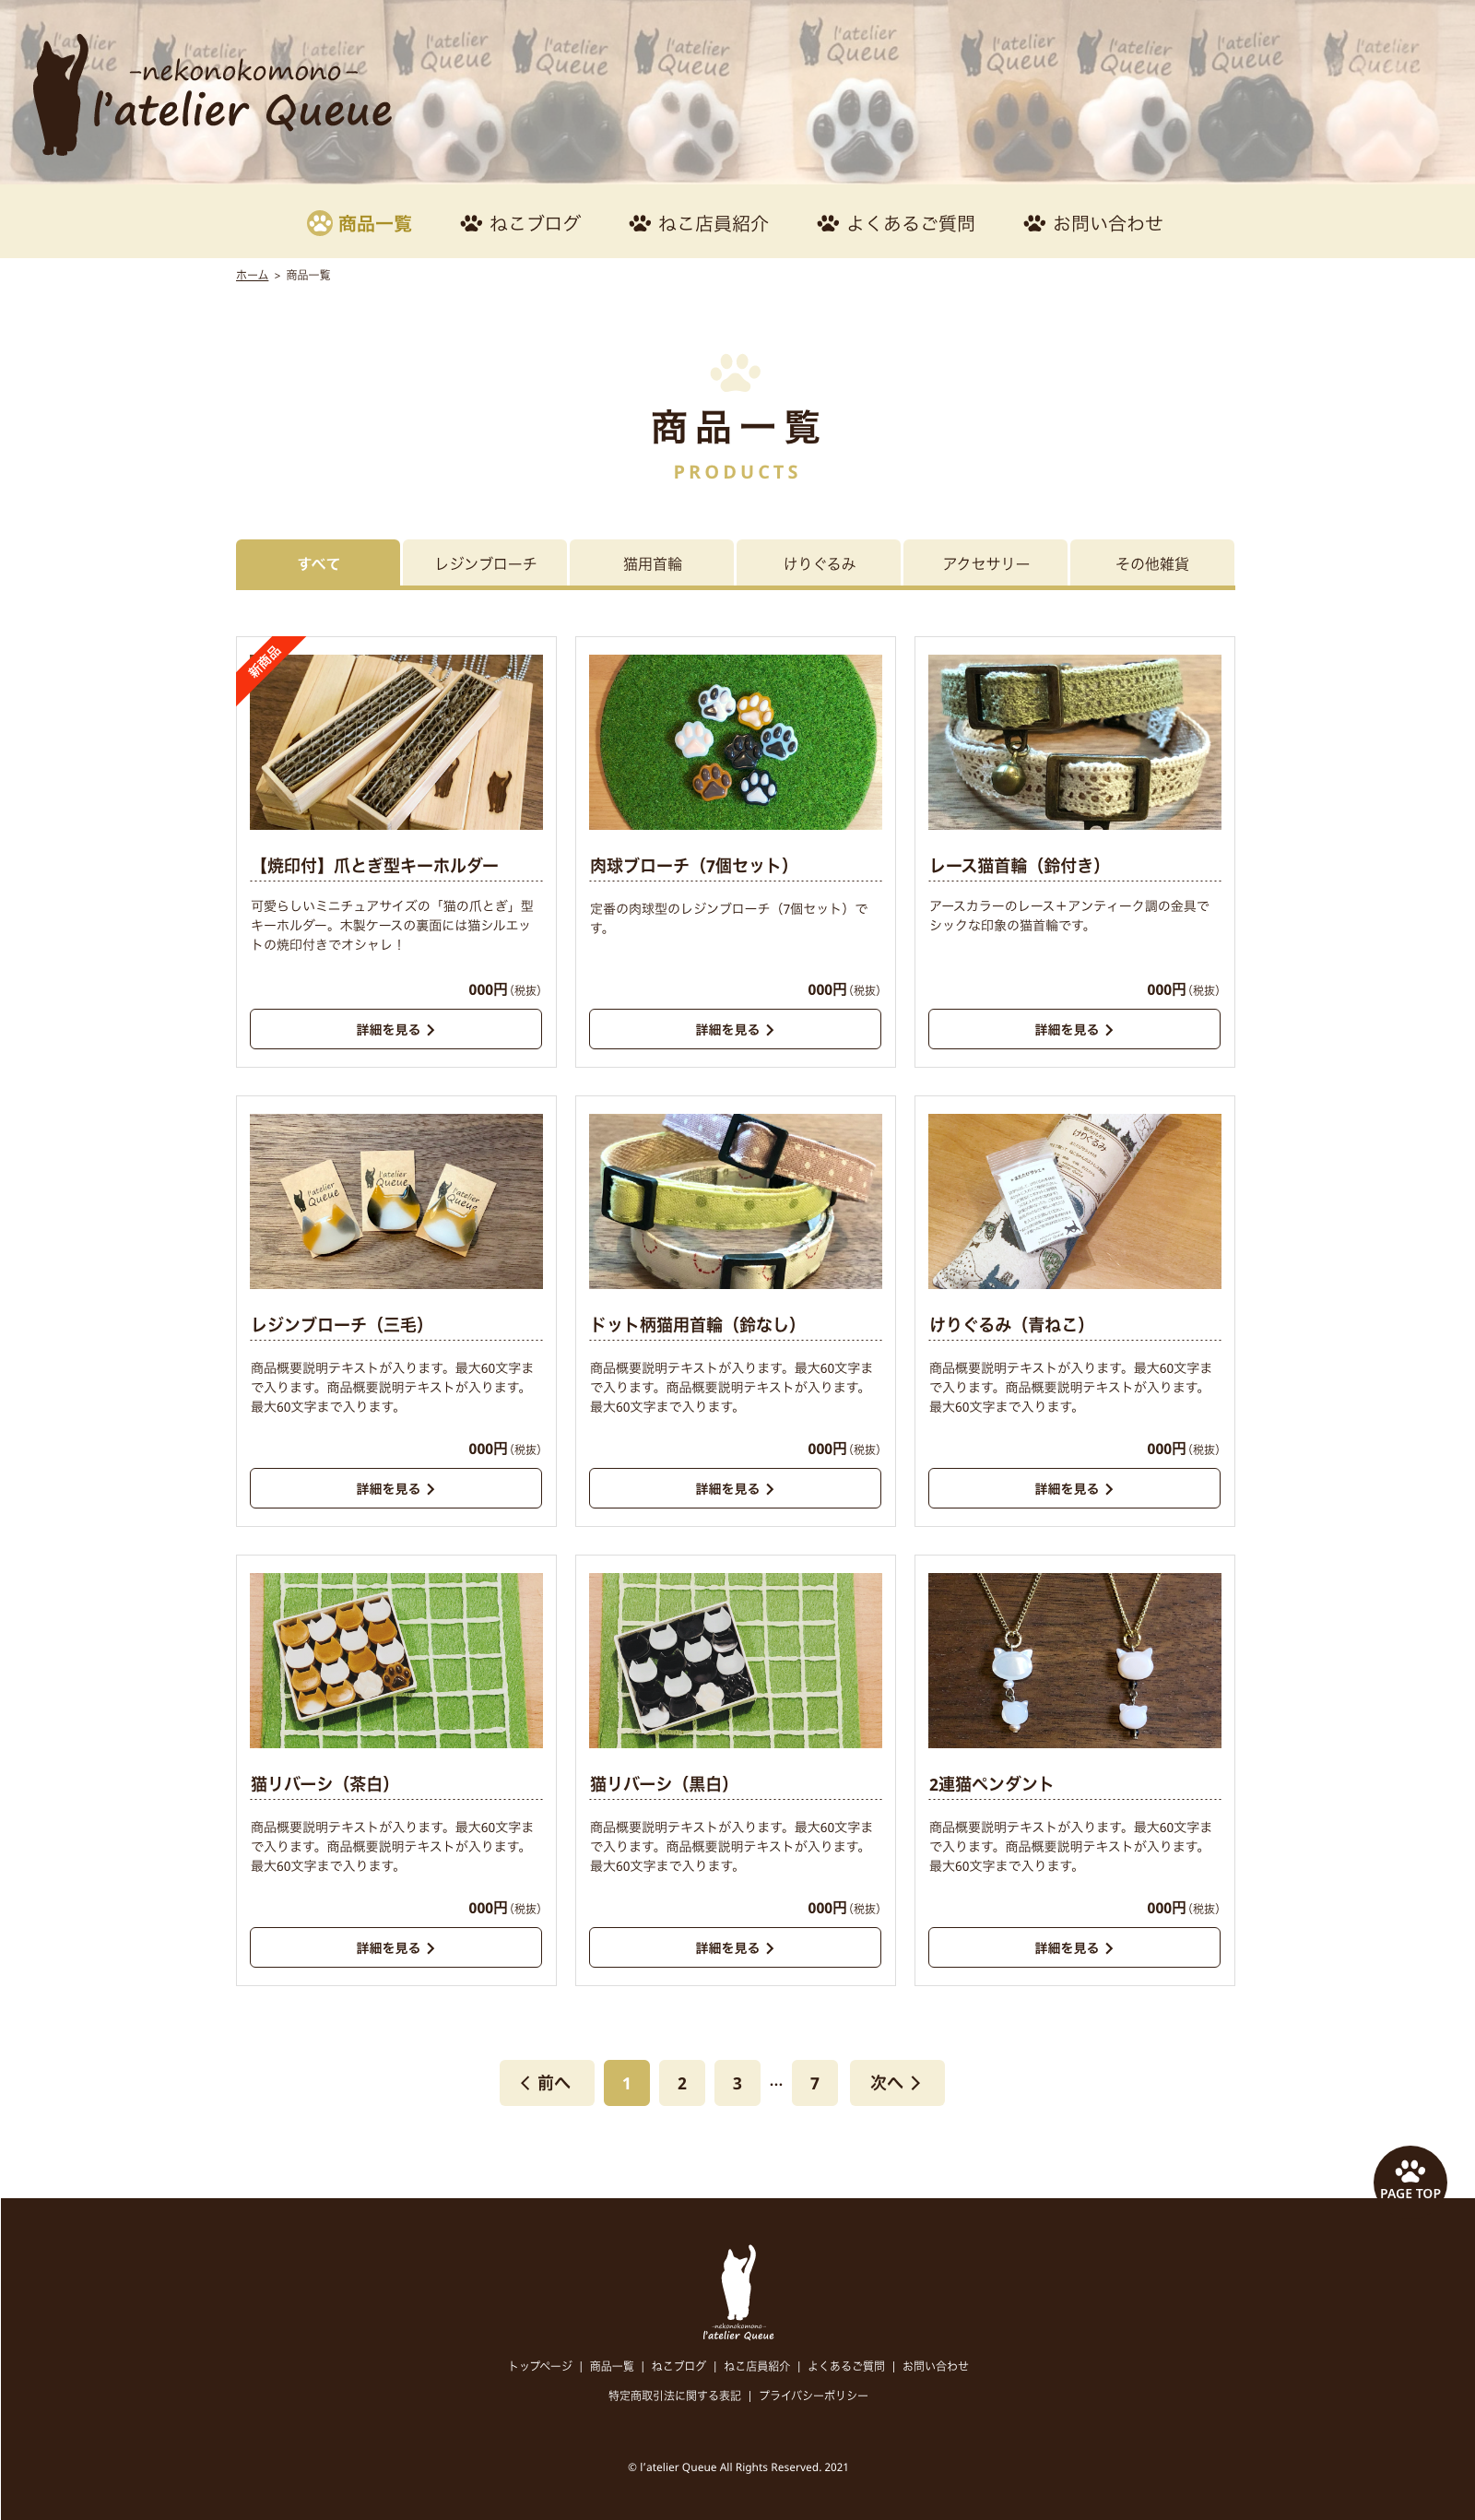 l'atelier Queue
l'atelier Queue
l'atelier Queue
l'atelier Queue
l'atelier Queue
l'atelier Queue
l'atelier Queue
l'atelier Queue
l'atelier Queue
l'atelier Queue
l'atelier Queue
-nekonokomono-
l'atelier Queue
商品一覧 ねこブログ ねこ店員紹介 よくあるご質問 お問い合わせ
ホーム > 商品一覧
商品一覧
PRODUCTS
すべて レジンブローチ 猫用首輪 けりぐるみ アクセサリー その他雑貨
新商品
【焼印付】爪とぎ型キーホルダー
可愛らしいミニチュアサイズの「猫の爪とぎ」型
キーホルダー。木製ケースの裏面には猫シルエッ
トの焼印付きでオシャレ！
000円（税抜）
詳細を見る
肉球ブローチ（7個セット）
定番の肉球型のレジンブローチ（7個セット）で
す。
000円（税抜）
詳細を見る
レース猫首輪（鈴付き）
アースカラーのレース＋アンティーク調の金具で
シックな印象の猫首輪です。
000円（税抜）
詳細を見る
l'atelier Queue
l'atelier Queue
l'atelier Queue
レジンブローチ（三毛）
商品概要説明テキストが入ります。最大60文字ま
で入ります。商品概要説明テキストが入ります。
最大60文字まで入ります。
000円（税抜）
詳細を見る
ドット柄猫用首輪（鈴なし）
商品概要説明テキストが入ります。最大60文字ま
で入ります。商品概要説明テキストが入ります。
最大60文字まで入ります。
000円（税抜）
詳細を見る
けりぐるみ
けりぐるみ（青ねこ）
商品概要説明テキストが入ります。最大60文字ま
で入ります。商品概要説明テキストが入ります。
最大60文字まで入ります。
000円（税抜）
詳細を見る
猫リバーシ（茶白）
商品概要説明テキストが入ります。最大60文字ま
で入ります。商品概要説明テキストが入ります。
最大60文字まで入ります。
000円（税抜）
詳細を見る
猫リバーシ（黒白）
商品概要説明テキストが入ります。最大60文字ま
で入ります。商品概要説明テキストが入ります。
最大60文字まで入ります。
000円（税抜）
詳細を見る
2連猫ペンダント
商品概要説明テキストが入ります。最大60文字ま
で入ります。商品概要説明テキストが入ります。
最大60文字まで入ります。
000円（税抜）
詳細を見る
前へ 1 2 3 … 7 次へ
PAGE TOP
-nekonokomono-
l'atelier Queue
トップページ | 商品一覧 | ねこブログ | ねこ店員紹介 | よくあるご質問 | お問い合わせ
特定商取引法に関する表記 | プライバシーポリシー
© l'atelier Queue All Rights Reserved. 2021